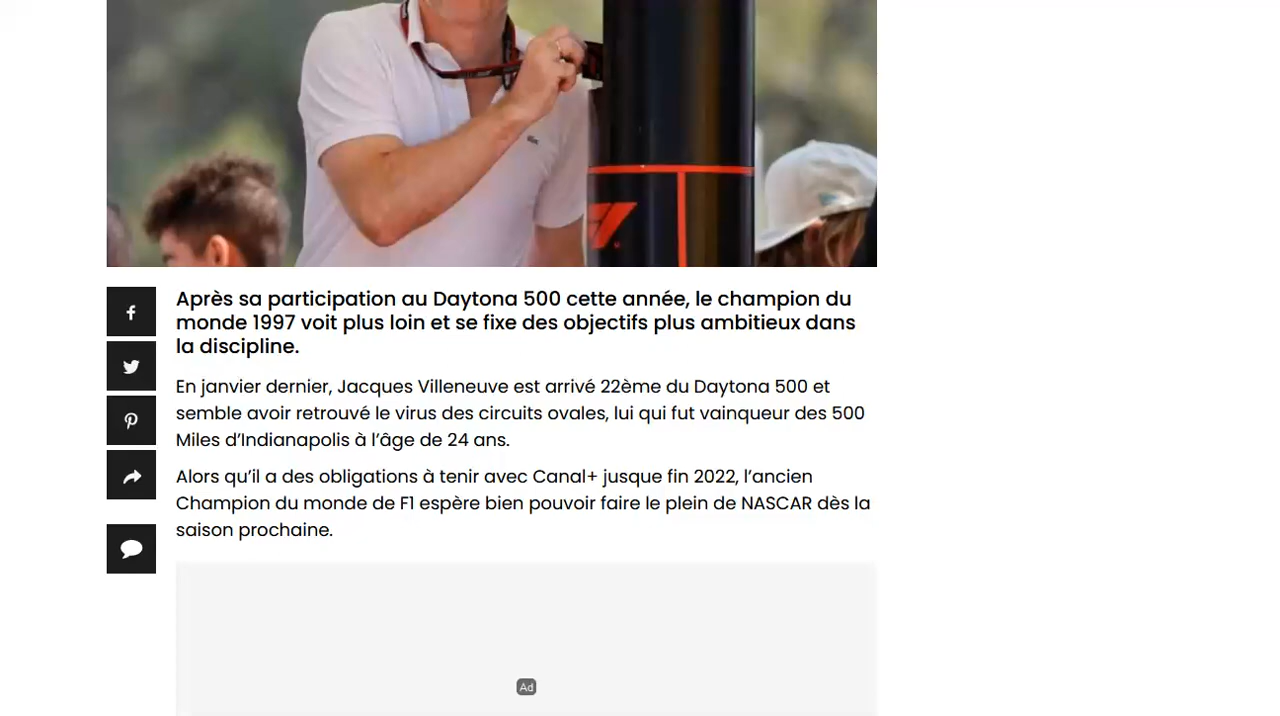 F1
Après sa participation au Daytona 500 cette année, le champion du
monde 1997 voit plus loin et se fixe des objectifs plus ambitieux dans
la discipline.
En janvier dernier, Jacques Villeneuve est arrivé 22ème du Daytona 500 et
semble avoir retrouvé le virus des circuits ovales, lui qui fut vainqueur des 500
Miles d’Indianapolis à l’âge de 24 ans.
Alors qu’il a des obligations à tenir avec Canal+ jusque fin 2022, l’ancien
Champion du monde de F1 espère bien pouvoir faire le plein de NASCAR dès la
saison prochaine.
Ad